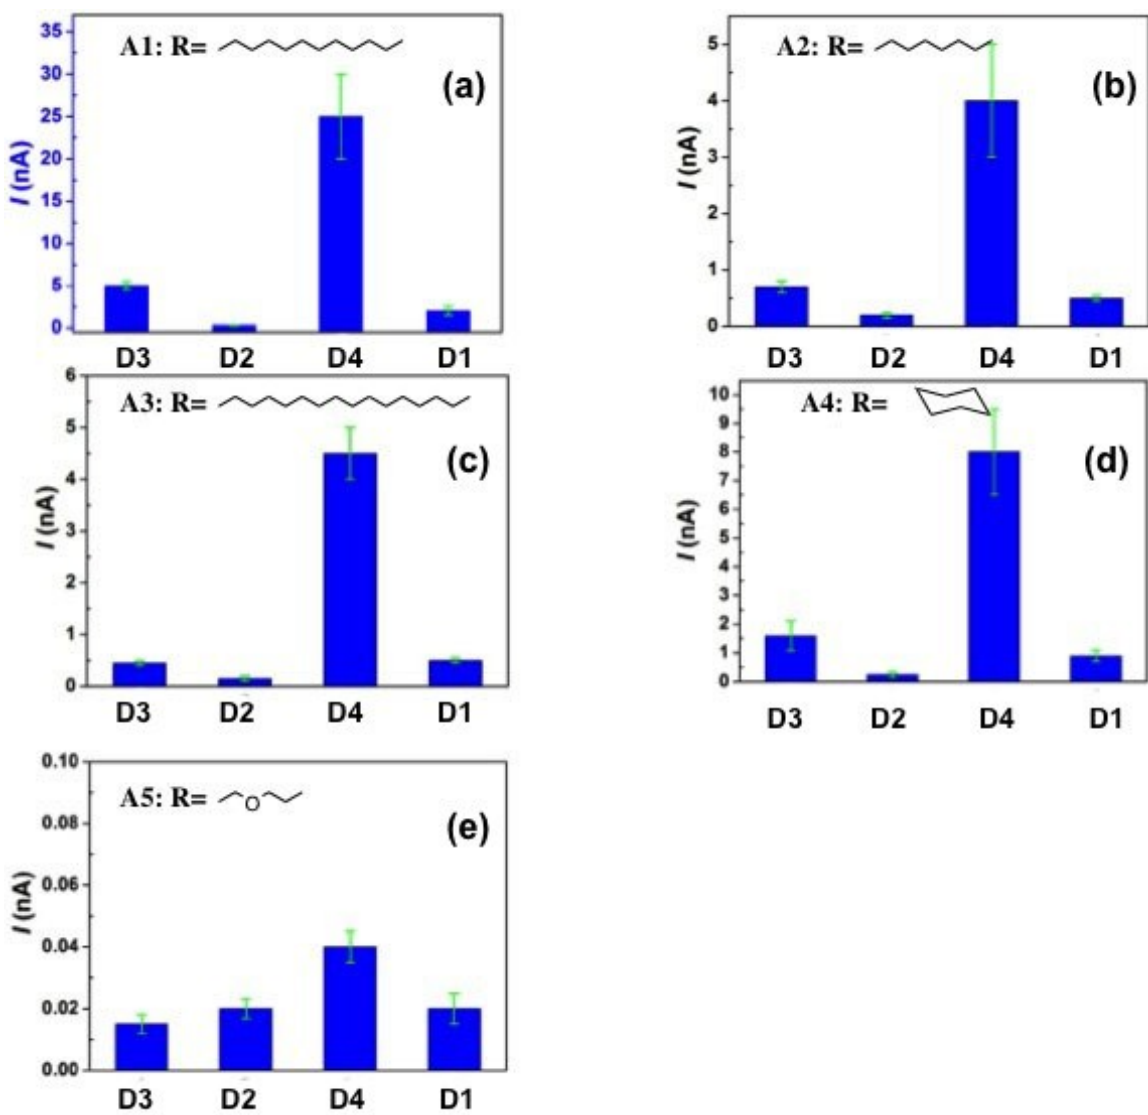 A1: R=
(a)
35
30
25
20
15
10
5
0
I (nA)
D3 D2 D4 D1
A2: R=
(b)
5
4
3
2
1
0
I (nA)
D3 D2 D4 D1
A3: R=
(c)
6
5
4
3
2
1
0
I (nA)
D3 D2 D4 D1
A4: R=
(d)
10
9
8
7
6
5
4
3
2
1
0
I (nA)
D3 D2 D4 D1
A5: R=
O
(e)
0.10
0.08
0.06
0.04
0.02
0.00
I (nA)
D3 D2 D4 D1